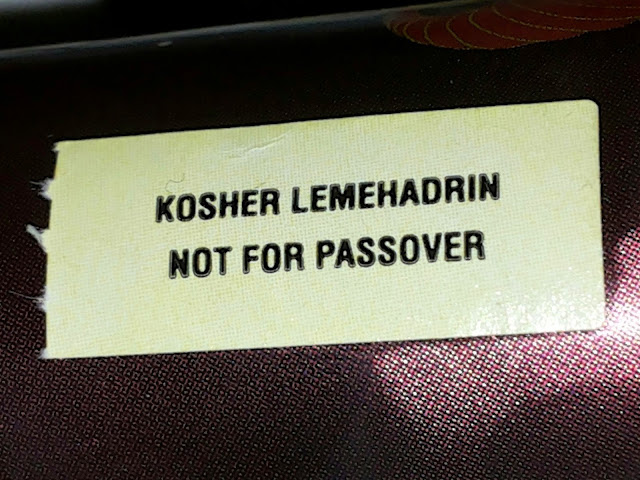 KOSHER LEMEHADRIN
NOT FOR PASSOVER